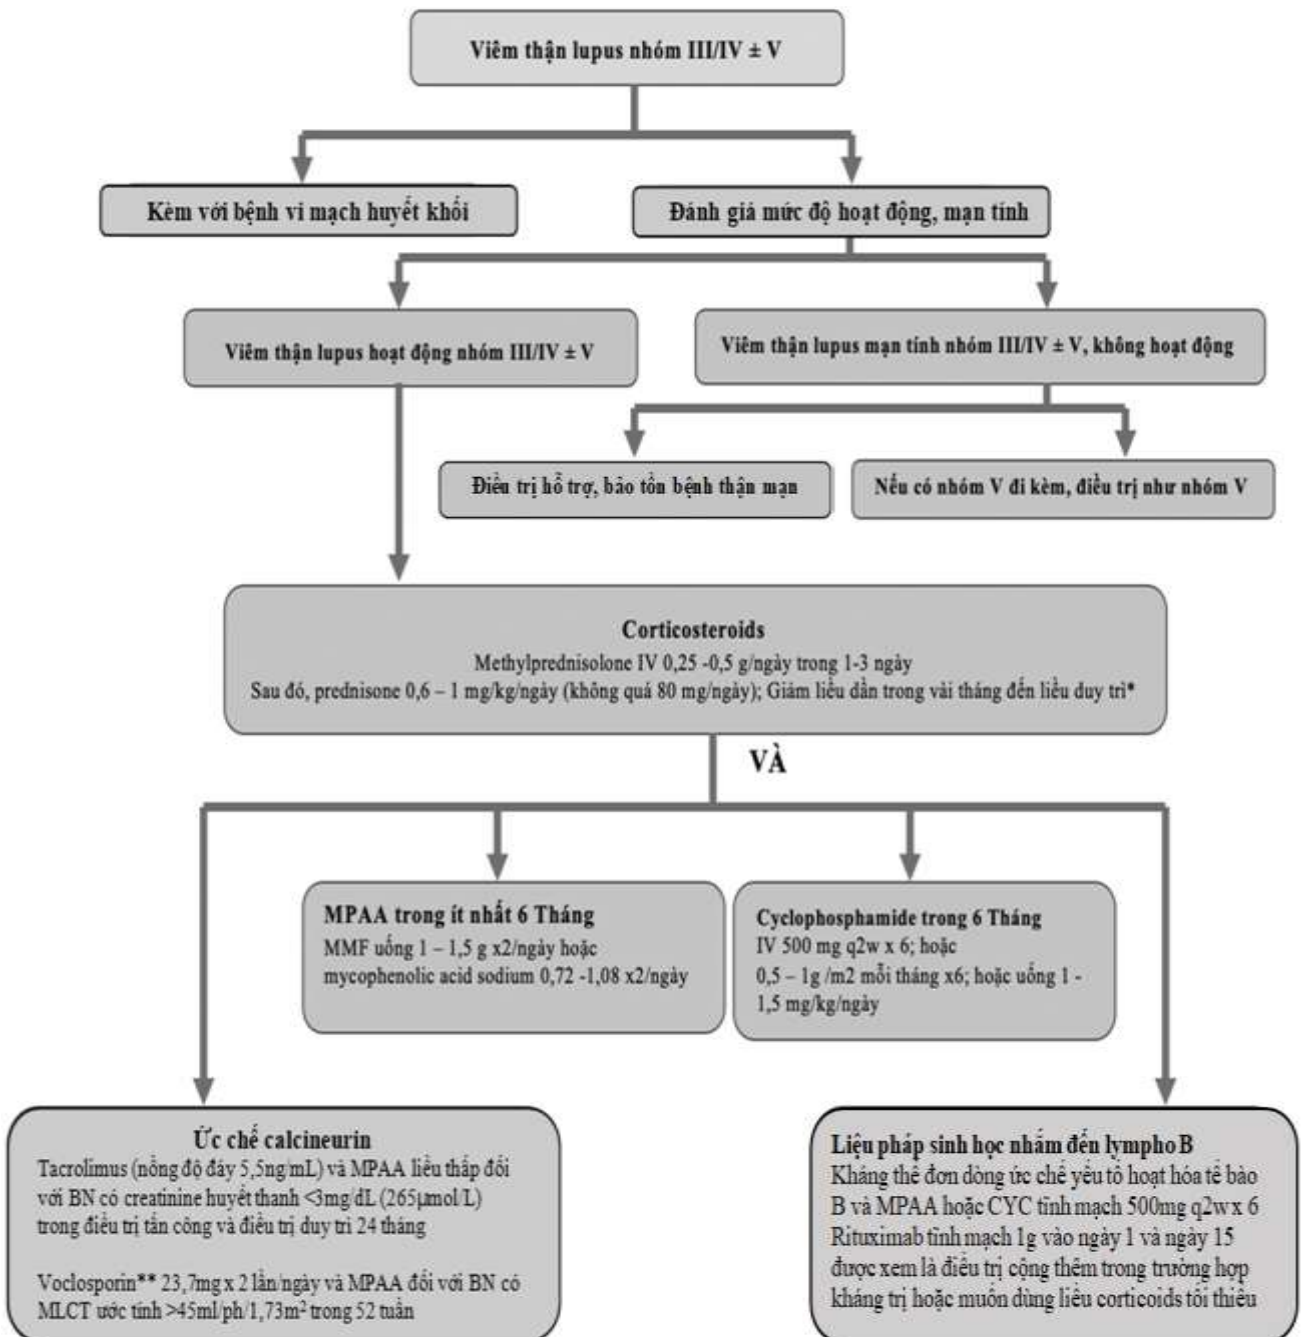 Viêm thận lupus nhóm III/IV ± V
Kèm với bệnh vi mạch huyết khối
Đánh giá mức độ hoạt động, mạn tính
Viêm thận lupus hoạt động nhóm III/IV ± V
Viêm thận lupus mạn tính nhóm III/IV ± V, không hoạt động
Điều trị hỗ trợ, bảo tồn bệnh thận mạn
Nếu có nhóm V đi kèm, điều trị như nhóm V
Corticosteroids
Methylprednisolone IV 0,25 -0,5 g/ngày trong 1-3 ngày
Sau đó, prednisone 0,6 – 1 mg/kg/ngày (không quá 80 mg/ngày); Giảm liều dần trong vài tháng đến liều duy trì*
VÀ
MPAA trong ít nhất 6 Tháng
MMF uống 1 – 1,5 g x2/ngày hoặc
mycophenolic acid sodium 0,72 -1,08 x2/ngày
Cyclophosphamide trong 6 Tháng
IV 500 mg q2w x 6; hoặc
0,5 – 1g /m2 mỗi tháng x6; hoặc uống 1 -
1,5 mg/kg/ngày
Ức chế calcineurin
Tacrolimus (nồng độ đáy 5,5ng/mL) và MPAA liều thấp đối
với BN có creatinine huyết thanh <3mg/dL (265µmol/L)
trong điều trị tấn công và điều trị duy trì 24 tháng
Voclosporin** 23,7mg x 2 lần/ngày và MPAA đối với BN có
MLCT ước tính >45ml/ph/1,73m² trong 52 tuần
Liệu pháp sinh học nhắm đến lympho B
Kháng thể đơn dòng ức chế yếu tố hoạt hóa tế bào
B và MPAA hoặc CYC tĩnh mạch 500mg q2w x 6
Rituximab tĩnh mạch 1g vào ngày 1 và ngày 15
được xem là điều trị cộng thêm trong trường hợp
kháng trị hoặc muốn dùng liều corticoids tối thiểu